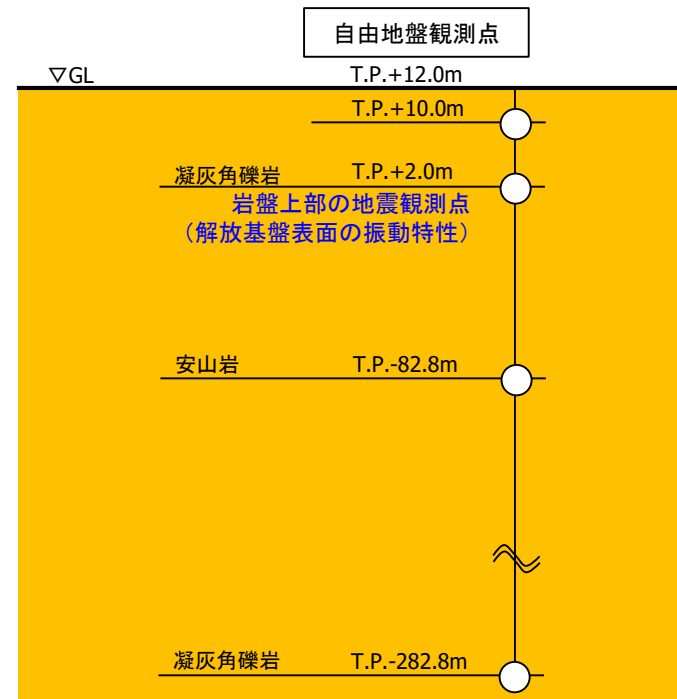 自由地盤観測点
▽GL T.P.+12.0m
T.P.+10.0m
凝灰角礫岩 T.P.+2.0m
岩盤上部の地震観測点
（解放基盤表面の振動特性）
安山岩 T.P.-82.8m
凝灰角礫岩 T.P.-282.8m